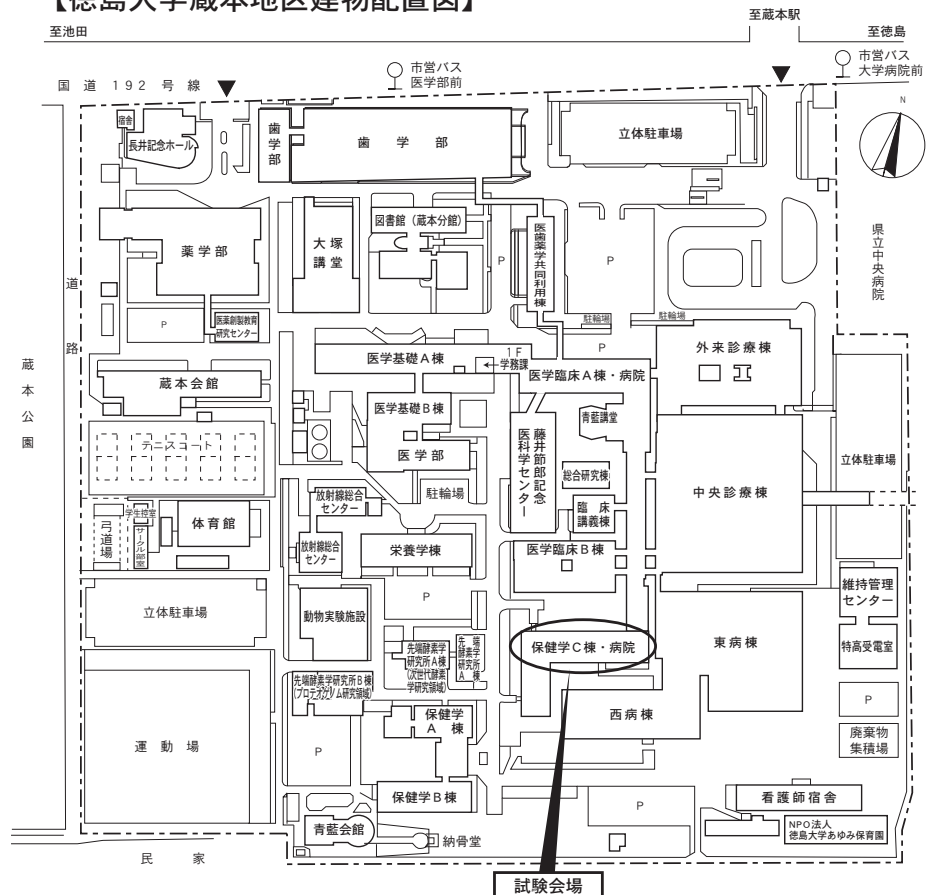 【徳島大学蔵本地区建物配置図】
至池田
至蔵本駅
至徳島
国道192号線
市営バス
医学部前
市営バス
大学病院前
N
宿舎
長井記念ホール
歯学部
歯学部
立体駐車場
県立中央病院
薬学部
大塚
講堂
図書館（蔵本分館）
医歯薬学共同利用棟
P
P
道路
P
医薬創製教育
研究センター
駐輪場
駐輪場
P
外来診療棟
医学基礎A棟
1F
←学務課
医学臨床A棟・病院
蔵本公園
蔵本会館
医学基礎B棟
医学部
藤井節郎記念
医科学センター
青藍講堂
テニスコート
総合研究棟
中央診療棟
立体駐車場
駐輪場
放射線総合
センター
臨床
講義棟
学生控室
弓道場
サークル部室
体育館
放射線総合
センター
栄養学棟
医学臨床B棟
維持管理
センター
立体駐車場
動物実験施設
P
先端酵素学
研究所A棟
(次世代酵素
学研究領域)
先端
酵素学
研究所
A棟
保健学C棟・病院
東病棟
特高受電室
先端酵素学研究所B棟
(プロテオゲノム研究領域)
西病棟
P
運動場
P
保健学
A棟
廃棄物
集積場
保健学B棟
P
看護師宿舎
青藍会館
納骨堂
NPO法人
徳島大学あゆみ保育園
民家
試験会場